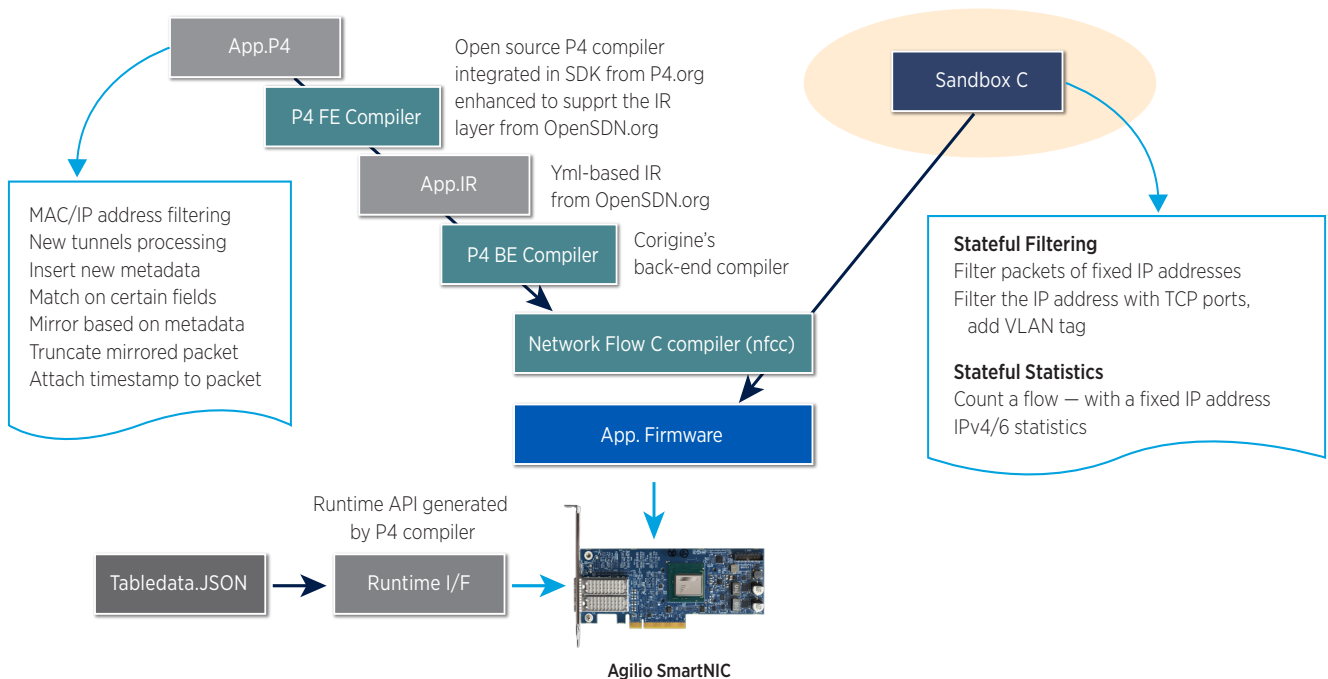 App.P4
Open source P4 compiler
integrated in SDK from P4.org
enhanced to supprt the IR
layer from OpenSDN.org
Sandbox C
P4 FE Compiler
App.IR
Yml-based IR
from OpenSDN.org
P4 BE Compiler
Corigine’s
back-end compiler
MAC/IP address filtering
New tunnels processing
Insert new metadata
Match on certain fields
Mirror based on metadata
Truncate mirrored packet
Attach timestamp to packet
Stateful Filtering
Filter packets of fixed IP addresses
Filter the IP address with TCP ports,
add VLAN tag
Stateful Statistics
Count a flow — with a fixed IP address
IPv4/6 statistics
Network Flow C compiler (nfcc)
App. Firmware
Runtime API generated
by P4 compiler
Tabledata.JSON
Runtime I/F
Agilio SmartNIC